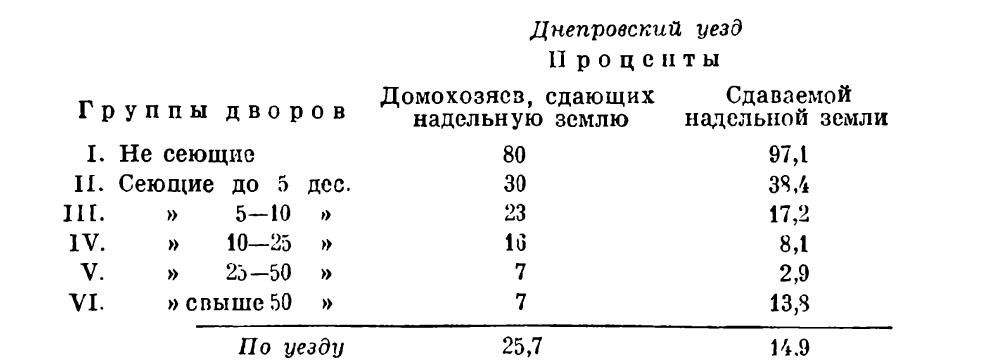 Днепровский уезд
Проценты
Группы дворов Домохозяев, сдающих надельную землю Сдаваемой надельной земли
I. Не сеющие 80 97,1
II. Сеющие до 5 дес. 30 38,4
III. » 5—10 » 23 17,2
IV. » 10—25 » 16 8,1
V. » 25—50 » 7 2,9
VI. » свыше 50 » 7 13,8
По уезду 25,7 14.9